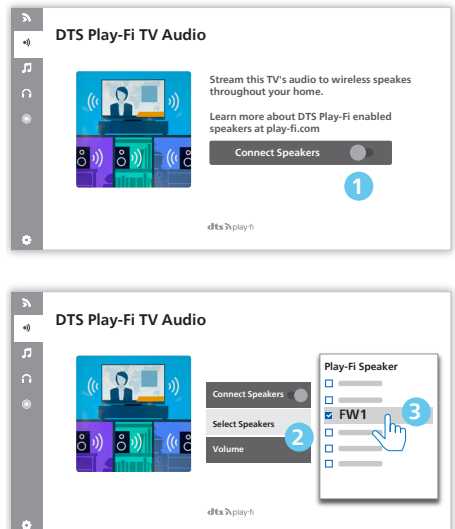 DTS Play-Fi TV Audio
Stream this TV's audio to wireless speakes
throughout your home.
Learn more about DTS Play-Fi enabled
speakers at play-fi.com
Connect Speakers
1
dts play-fi
DTS Play-Fi TV Audio
Connect Speakers
Select Speakers
2
Volume
Play-Fi Speaker
FW1
3
dts play-fi